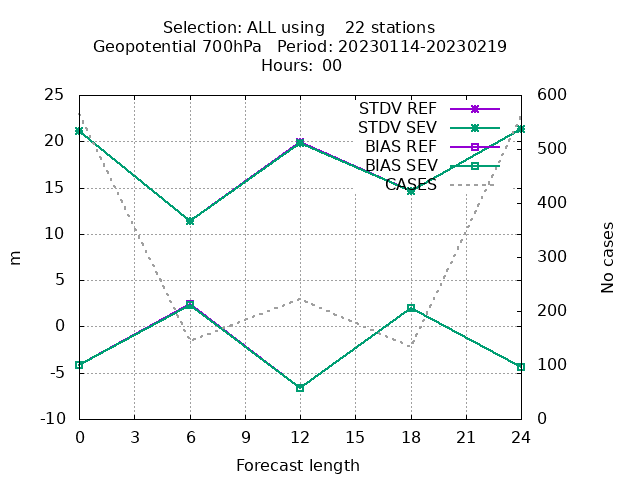 Selection: ALL using    22 stations
Geopotential 700hPa   Period: 20230114-20230219
Hours: 00
25
20
15
10
5
0
-5
-10
m
600
500
400
300
200
100
0
No cases
STDV REF
STDV SEV
BIAS REF
BIAS SEV
CASES
0 3 6 9 12 15 18 21 24
Forecast length